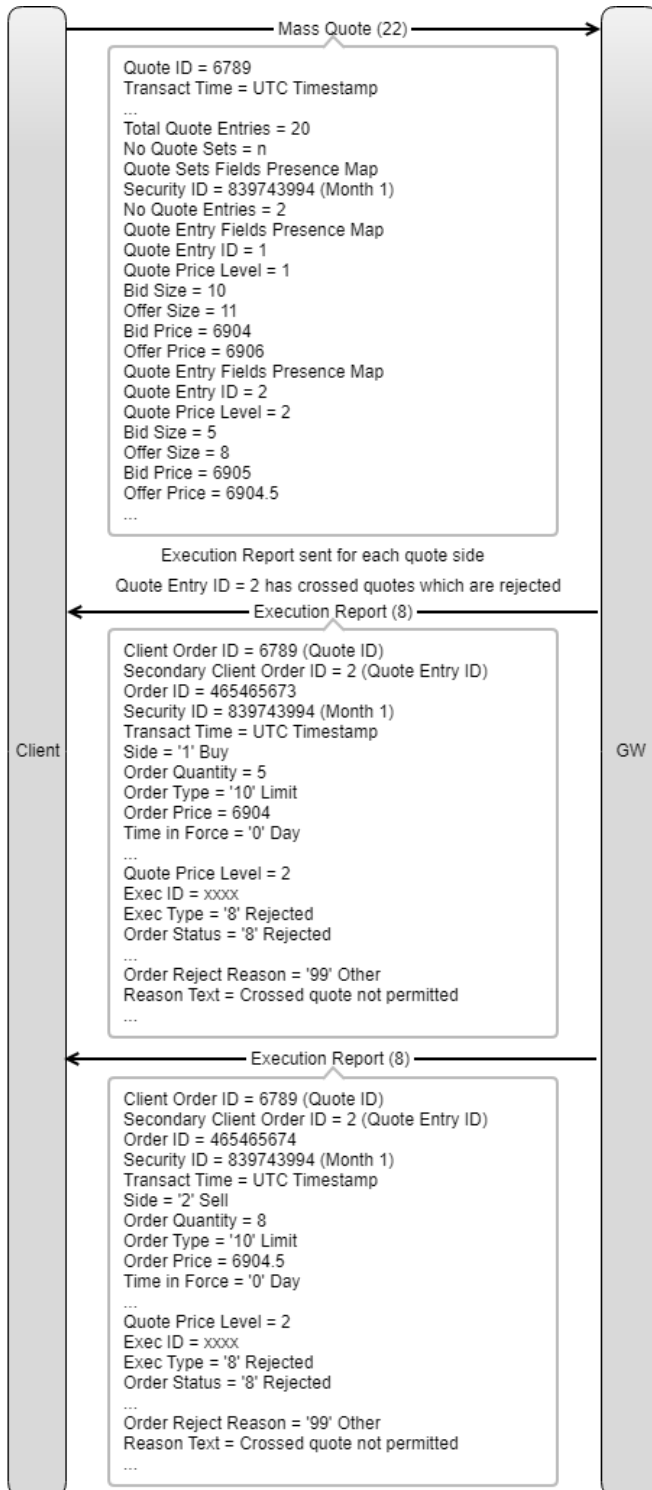 Mass Quote (22)
Quote ID = 6789
Transact Time = UTC Timestamp
...
Total Quote Entries = 20
No Quote Sets = n
Quote Sets Fields Presence Map
Security ID = 839743994 (Month 1)
No Quote Entries = 2
Quote Entry Fields Presence Map
Quote Entry ID = 1
Quote Price Level = 1
Bid Size = 10
Offer Size = 11
Bid Price = 6904
Offer Price = 6906
Quote Entry Fields Presence Map
Quote Entry ID = 2
Quote Price Level = 2
Bid Size = 5
Offer Size = 8
Bid Price = 6905
Offer Price = 6904.5
...
Execution Report sent for each quote side
Quote Entry ID = 2 has crossed quotes which are rejected
Execution Report (8)
Client Order ID = 6789 (Quote ID)
Secondary Client Order ID = 2 (Quote Entry ID)
Order ID = 465465673
Security ID = 839743994 (Month 1)
Transact Time = UTC Timestamp
Side = '1' Buy
Client
GW
Order Quantity = 5
Order Type = '10' Limit
Order Price = 6904
Time in Force = '0' Day
...
Quote Price Level = 2
Exec ID = xxxx
Exec Type = '8' Rejected
Order Status = '8' Rejected
...
Order Reject Reason = '99' Other
Reason Text = Crossed quote not permitted
...
Execution Report (8)
Client Order ID = 6789 (Quote ID)
Secondary Client Order ID = 2 (Quote Entry ID)
Order ID = 465465674
Security ID = 839743994 (Month 1)
Transact Time = UTC Timestamp
Side = '2' Sell
Order Quantity = 8
Order Type = '10' Limit
Order Price = 6904.5
Time in Force = '0' Day
...
Quote Price Level = 2
Exec ID = xxxx
Exec Type = '8' Rejected
Order Status = '8' Rejected
...
Order Reject Reason = '99' Other
Reason Text = Crossed quote not permitted
...